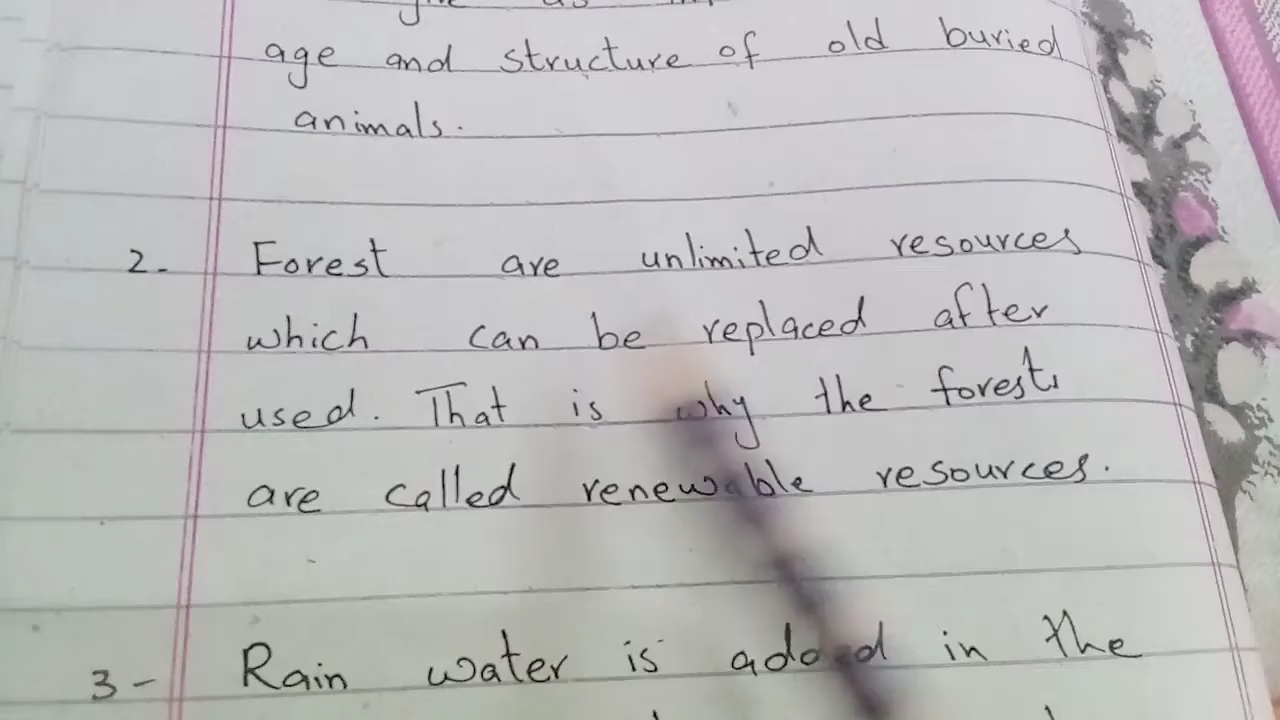 age and structure of old buried
animals.
2. Forest are unlimited resources
which can be replaced after
used. That is why the forests
are called renewable resources.
3- Rain water is added in the